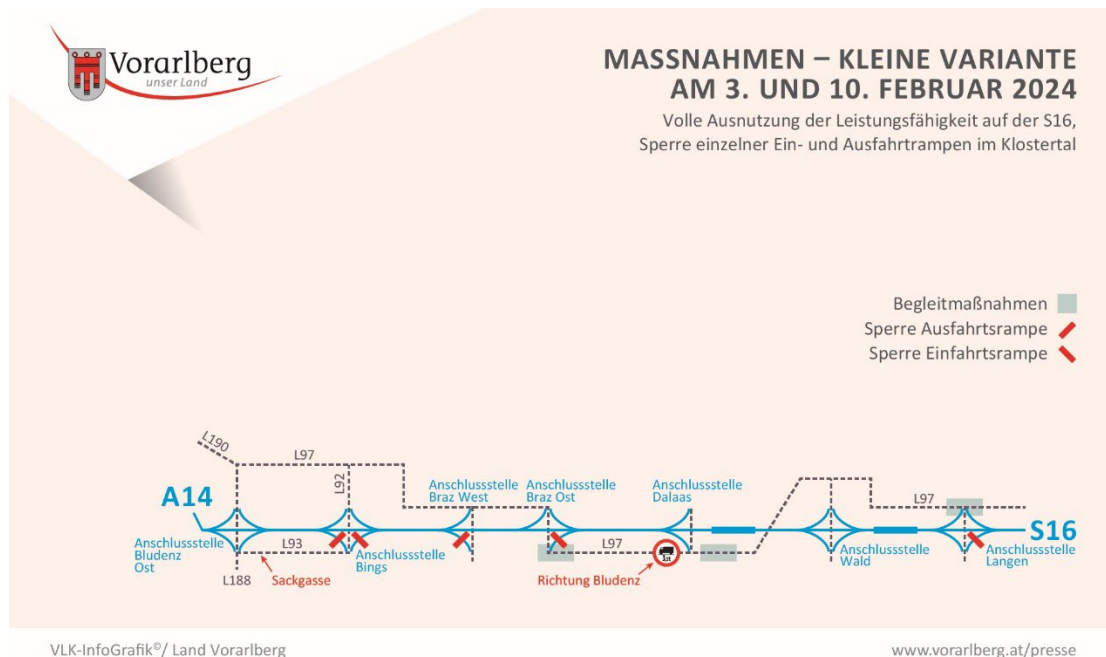 Vorarlberg
unser Land
MASSNAHMEN – KLEINE VARIANTE
AM 3. UND 10. FEBRUAR 2024
Volle Ausnutzung der Leistungsfähigkeit auf der S16,
Sperre einzelner Ein- und Ausfahrtrampen im Klostertal
Begleitmaßnahmen
Sperre Ausfahrtsrampe
Sperre Einfahrtsrampe
L190
L97
L92
A14
Anschlussstelle
Braz West
Anschlussstelle
Braz Ost
Anschlussstelle
Dalaas
L97
S16
Anschlussstelle
Bludenz
Ost
L93
Anschlussstelle
Bings
L97
Anschlussstelle
Wald
Anschlussstelle
Langen
L188
Sackgasse
Richtung Bludenz
VLK-InfoGrafik©/ Land Vorarlberg
www.vorarlberg.at/presse